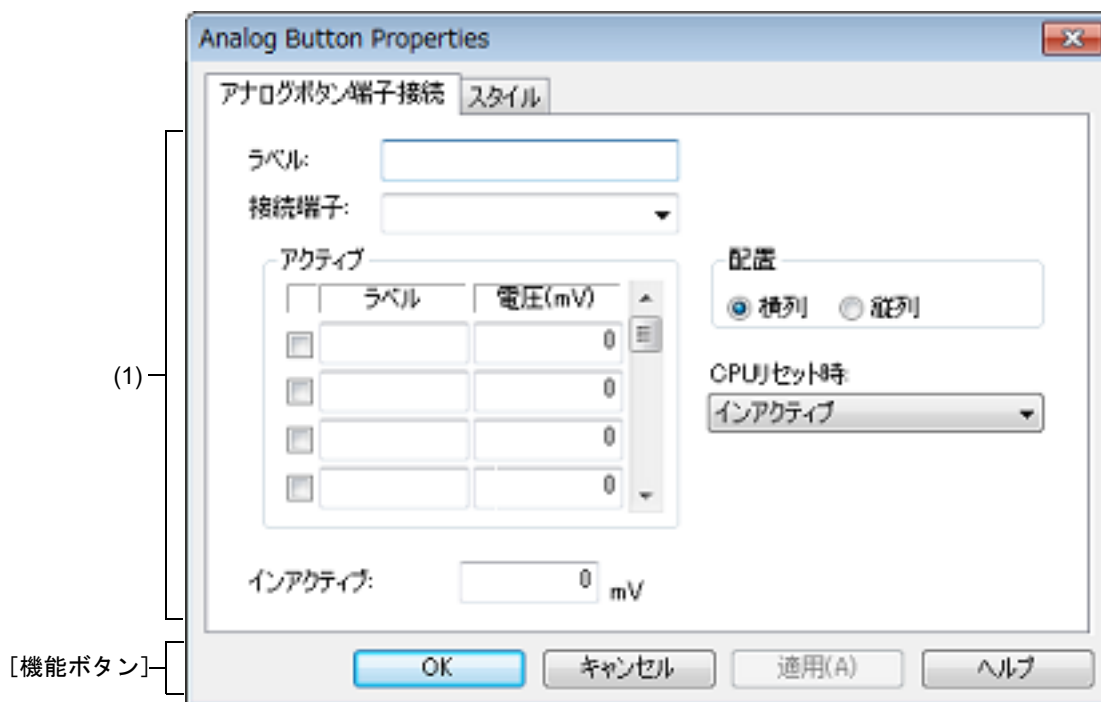 Analog Button Properties
アナログボタン端子接続 スタイル
ラベル:
接続端子:
アクティブ
ラベル 電圧(mV)
0
0
0
0
配置
横列 縦列
CPUリセット時:
インアクティブ
インアクティブ: 0 mV
(1)
[機能ボタン]
OK キャンセル 適用(A) ヘルプ